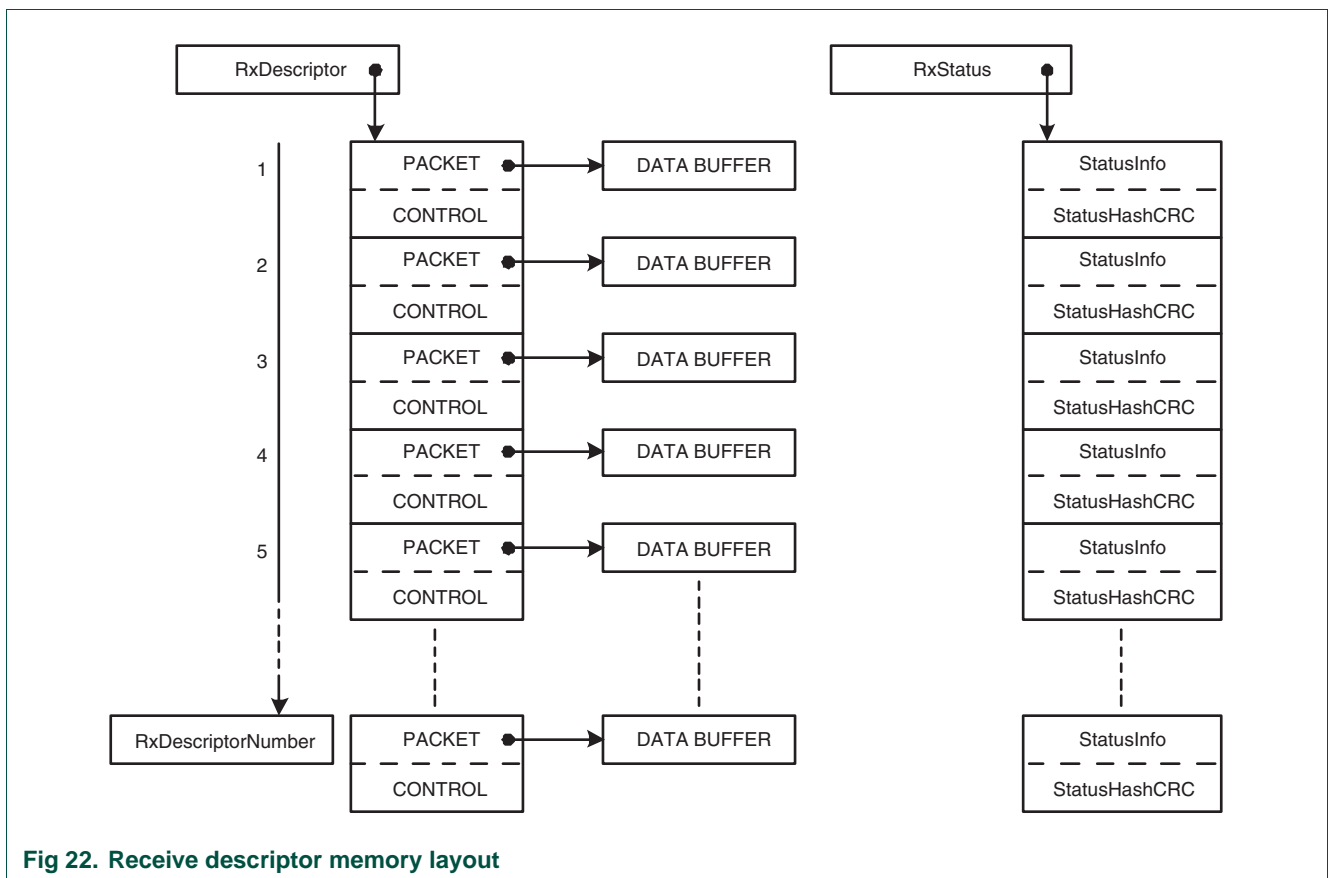 RxDescriptor
RxStatus
1
PACKET
DATA BUFFER
StatusInfo
CONTROL
StatusHashCRC
2
PACKET
DATA BUFFER
StatusInfo
CONTROL
StatusHashCRC
3
PACKET
DATA BUFFER
StatusInfo
CONTROL
StatusHashCRC
4
PACKET
DATA BUFFER
StatusInfo
CONTROL
StatusHashCRC
5
PACKET
DATA BUFFER
StatusInfo
CONTROL
StatusHashCRC
RxDescriptorNumber
PACKET
DATA BUFFER
StatusInfo
CONTROL
StatusHashCRC
Fig 22. Receive descriptor memory layout